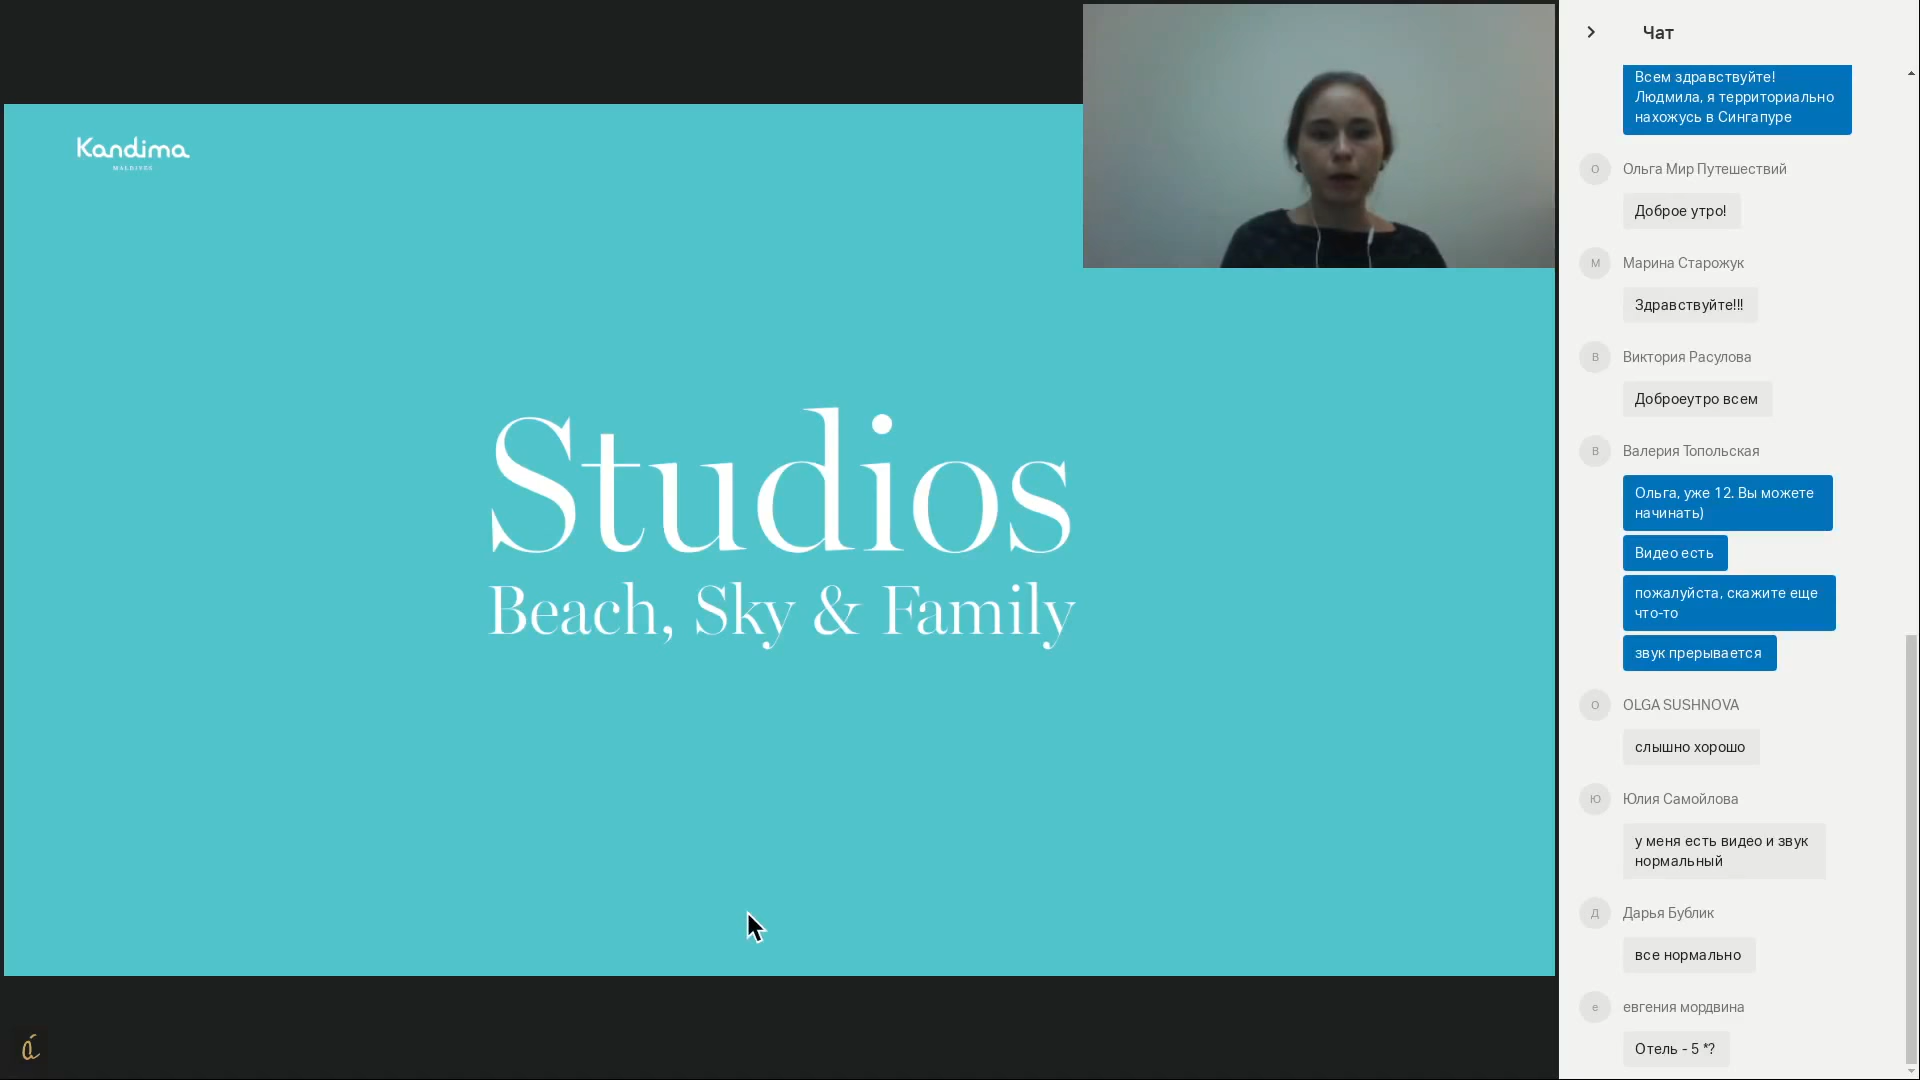 Kandima
MALDIVES
Studios
Beach, Sky & Family
á
Чат
Всем здравствуйте!
Людмила, я территориально
нахожусь в Сингапуре
О
Ольга Мир Путешествий
Доброе утро!
М
Марина Старожук
Здравствуйте!!!
В
Виктория Расулова
Доброеутро всем
В
Валерия Топольская
Ольга, уже 12. Вы можете
начинать)
Видео есть
пожалуйста, скажите еще
что-то
звук прерывается
O
OLGA SUSHNOVA
слышно хорошо
Ю
Юлия Самойлова
у меня есть видео и звук
нормальный
Д
Дарья Бублик
все нормально
е
евгения мордвина
Отель - 5 *?